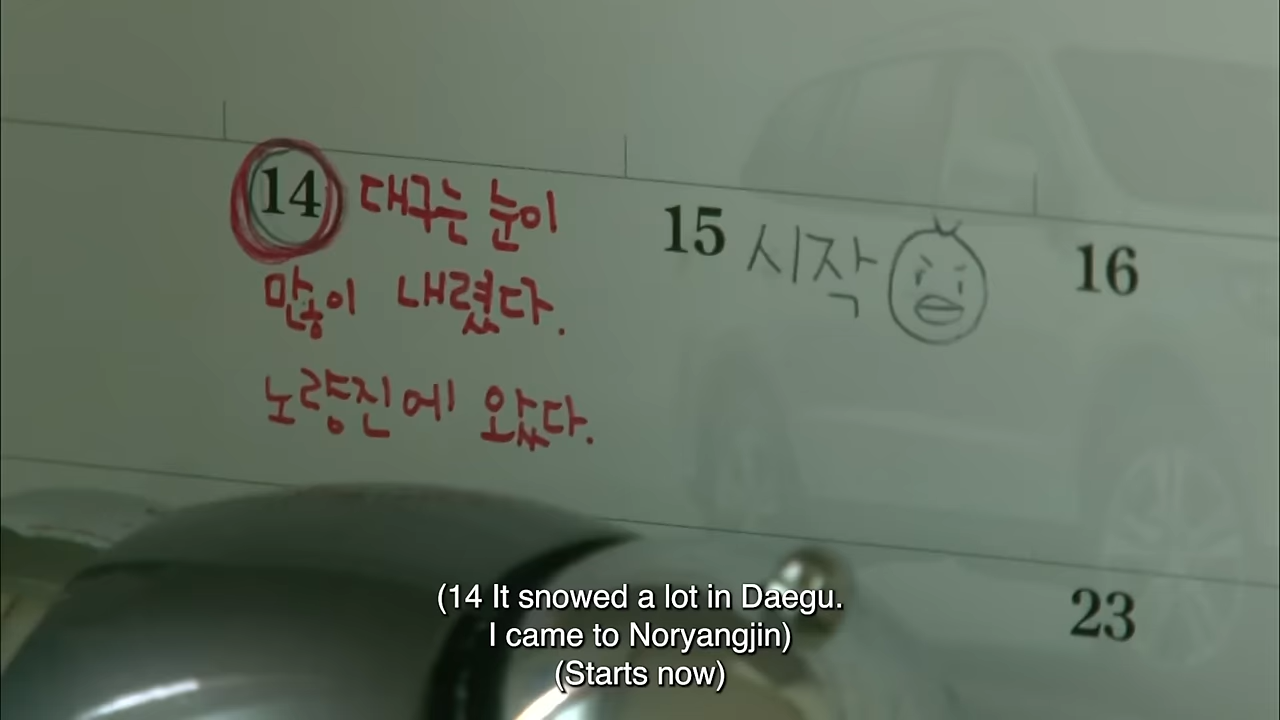 14 대구는 눈이
많이 내렸다.
노량진에 왔다.
15 시작
16
23
(14 It snowed a lot in Daegu.
I came to Noryangjin)
(Starts now)